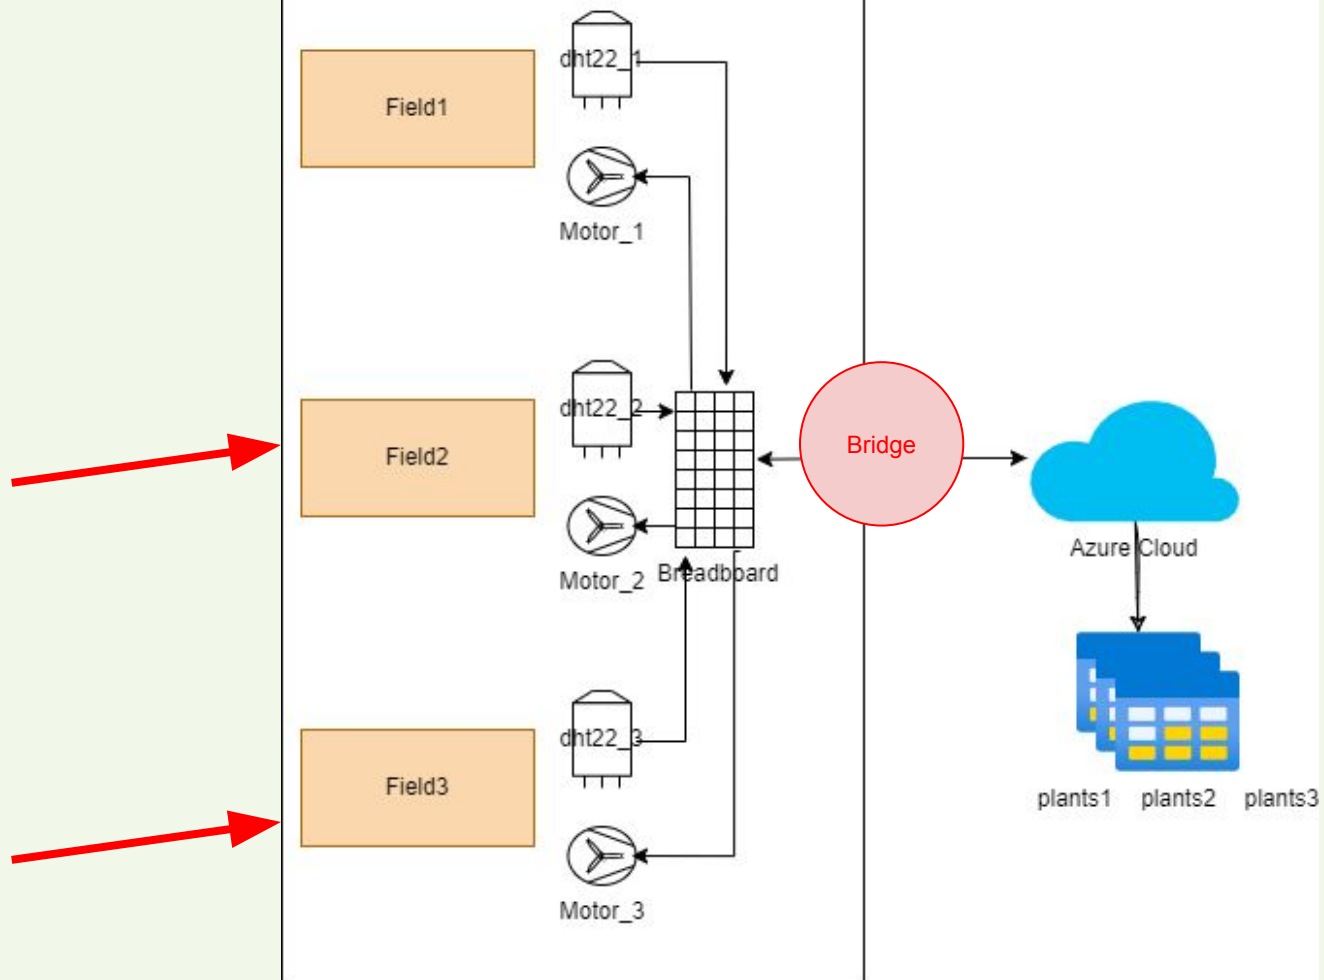 dht22_1
Field1
Motor_1
dht22_2
Field2
Bridge
Motor_2
Breadboard
Azure Cloud
dht22_3
Field3
plants1
plants2
plants3
Motor_3